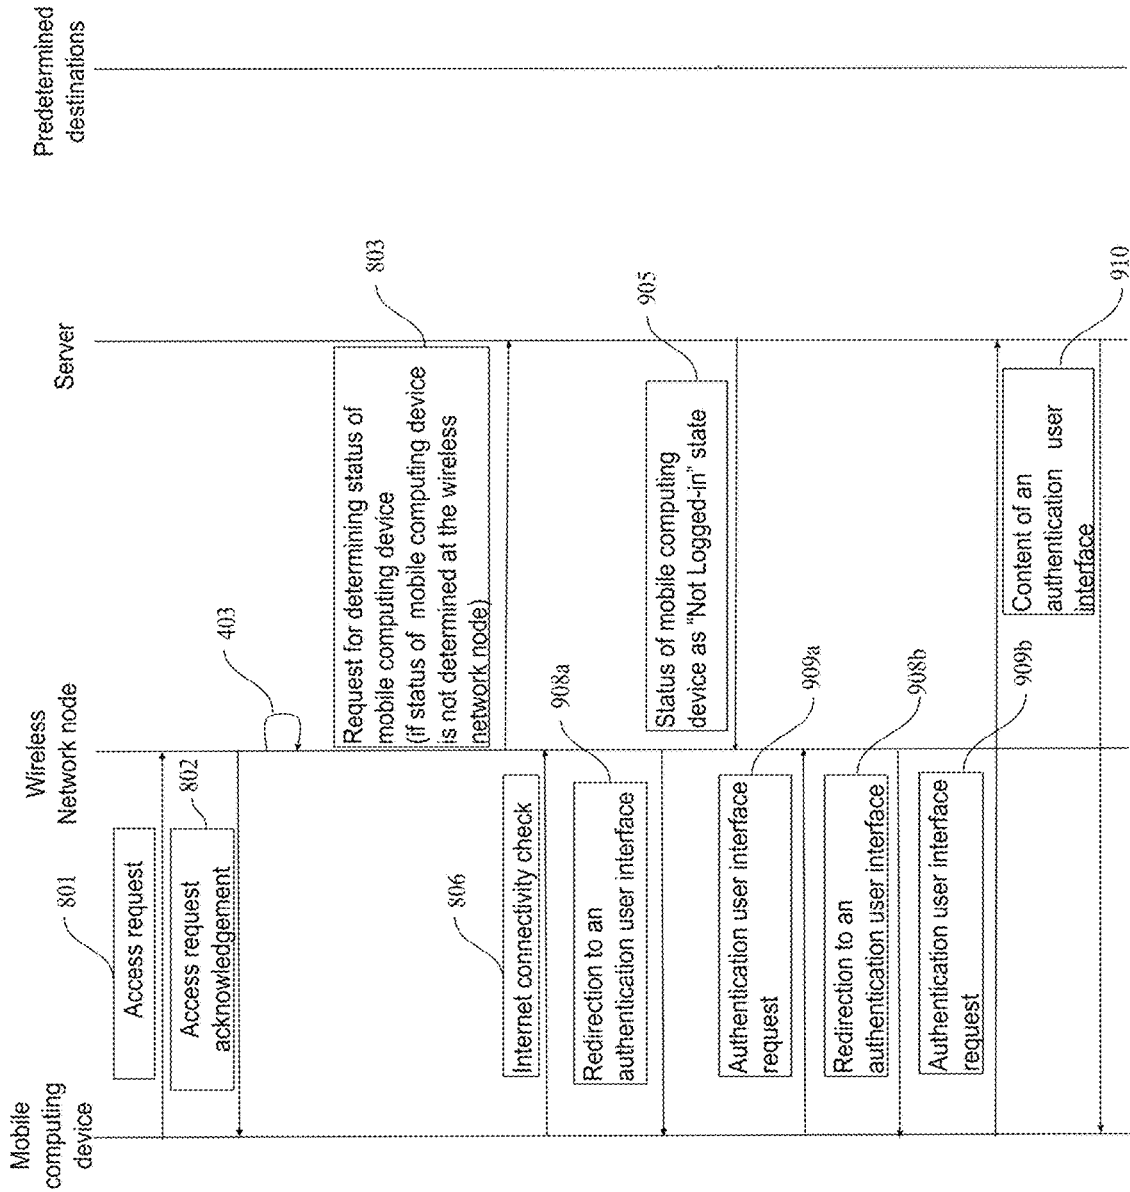 Mobile
computing
device
Wireless
Network node
Server
Predetermined
destinations
801
Access request
Access request
acknowledgement
802
403
Request for determining status of
mobile computing device
(if status of mobile computing device
is not determined at the wireless
network node)
803
806
Internet connectivity check
Redirection to an
authentication user interface
908a
Status of mobile computing
device as "Not Logged-in" state
905
Authentication user interface
request
909a
Redirection to an
authentication user interface
908b
Authentication user interface
request
909b
Content of an
authentication user
interface
910